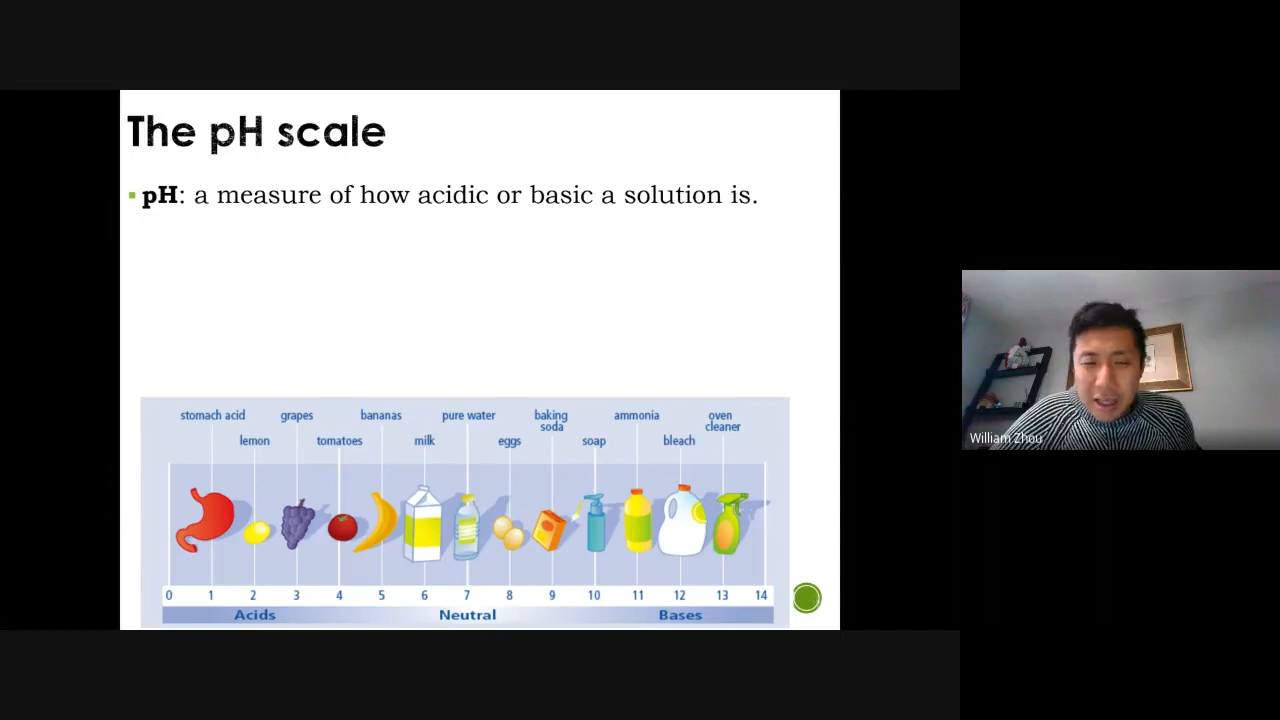 The pH scale
▪ pH: a measure of how acidic or basic a solution is.
stomach acid grapes bananas pure water baking soda ammonia oven cleaner
lemon tomatoes milk eggs soap bleach
0 1 2 3 4 5 6 7 8 9 10 11 12 13 14
Acids Neutral Bases
William Zhou